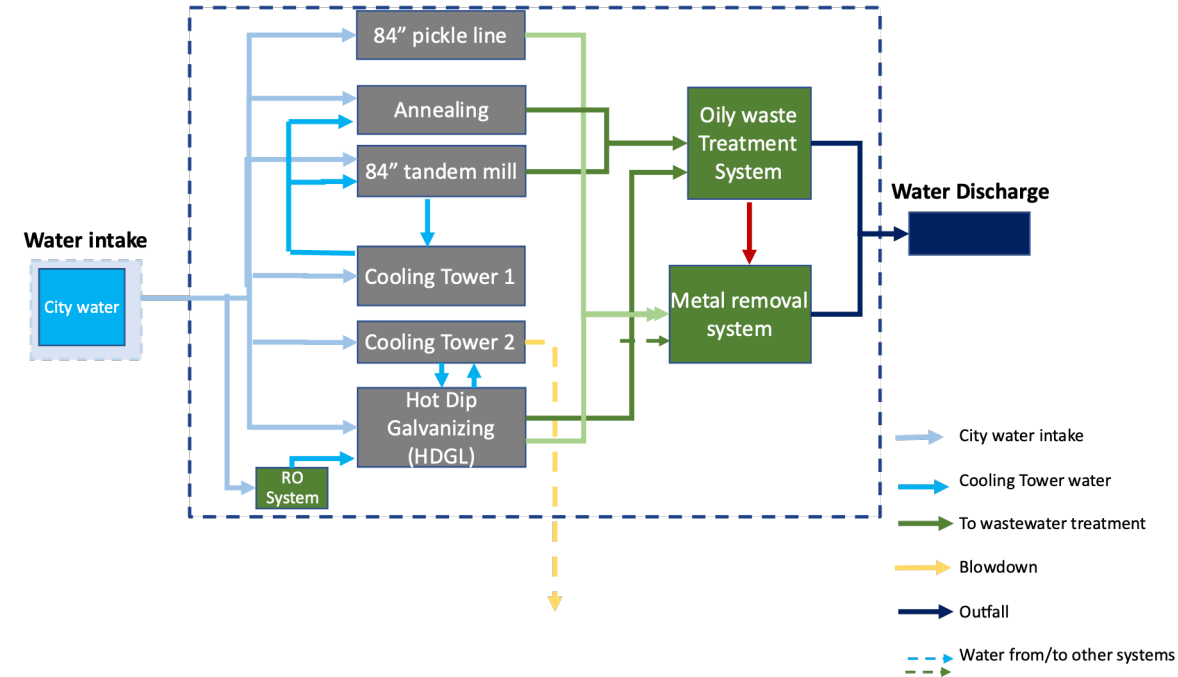 84” pickle line
Annealing
84” tandem mill
Cooling Tower 1
Cooling Tower 2
Hot Dip
Galvanizing
(HDGL)
RO
System
Water intake
City water
Oily waste
Treatment
System
Metal removal
system
Water Discharge
City water intake
Cooling Tower water
To wastewater treatment
Blowdown
Outfall
Water from/to other systems